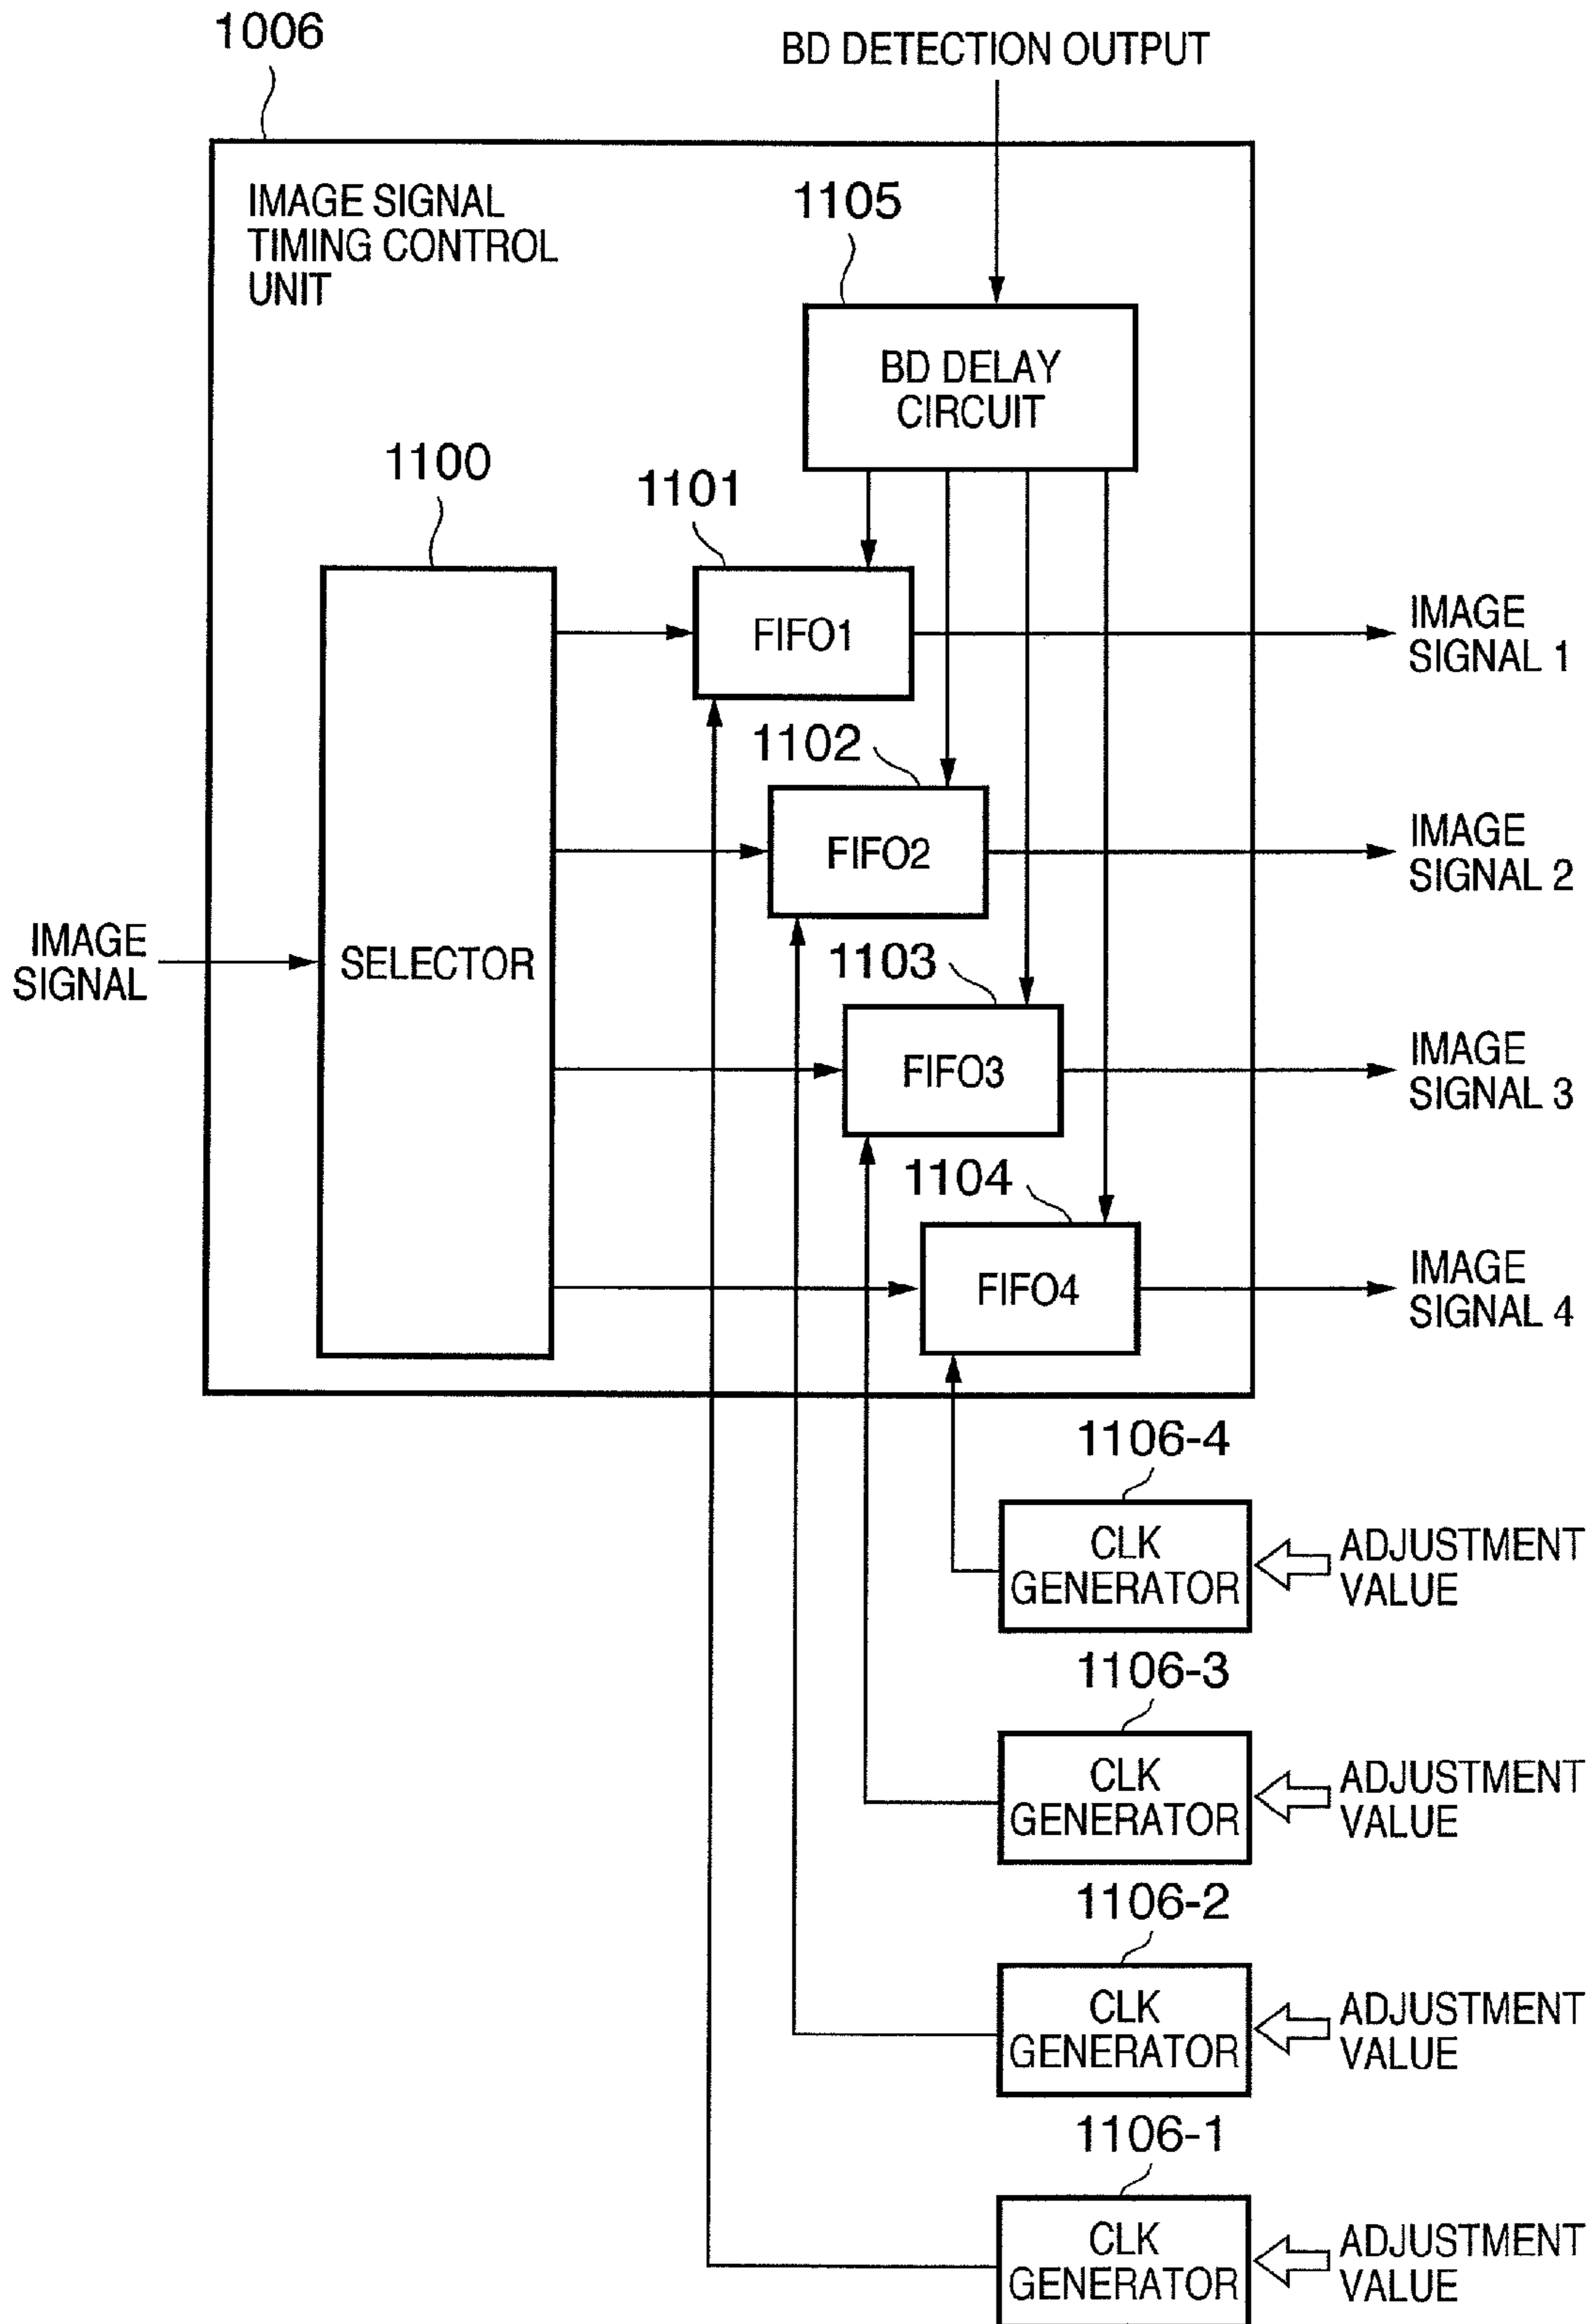 1006
BD DETECTION OUTPUT
IMAGE SIGNAL
TIMING CONTROL
UNIT
1105
BD DELAY
CIRCUIT
1100
1101
FIFO1
IMAGE
SIGNAL 1
1102
FIFO2
IMAGE
SIGNAL 2
IMAGE
SIGNAL
SELECTOR
1103
FIFO3
IMAGE
SIGNAL 3
1104
FIFO4
IMAGE
SIGNAL 4
1106-4
CLK
GENERATOR
ADJUSTMENT
VALUE
1106-3
CLK
GENERATOR
ADJUSTMENT
VALUE
1106-2
CLK
GENERATOR
ADJUSTMENT
VALUE
1106-1
CLK
GENERATOR
ADJUSTMENT
VALUE